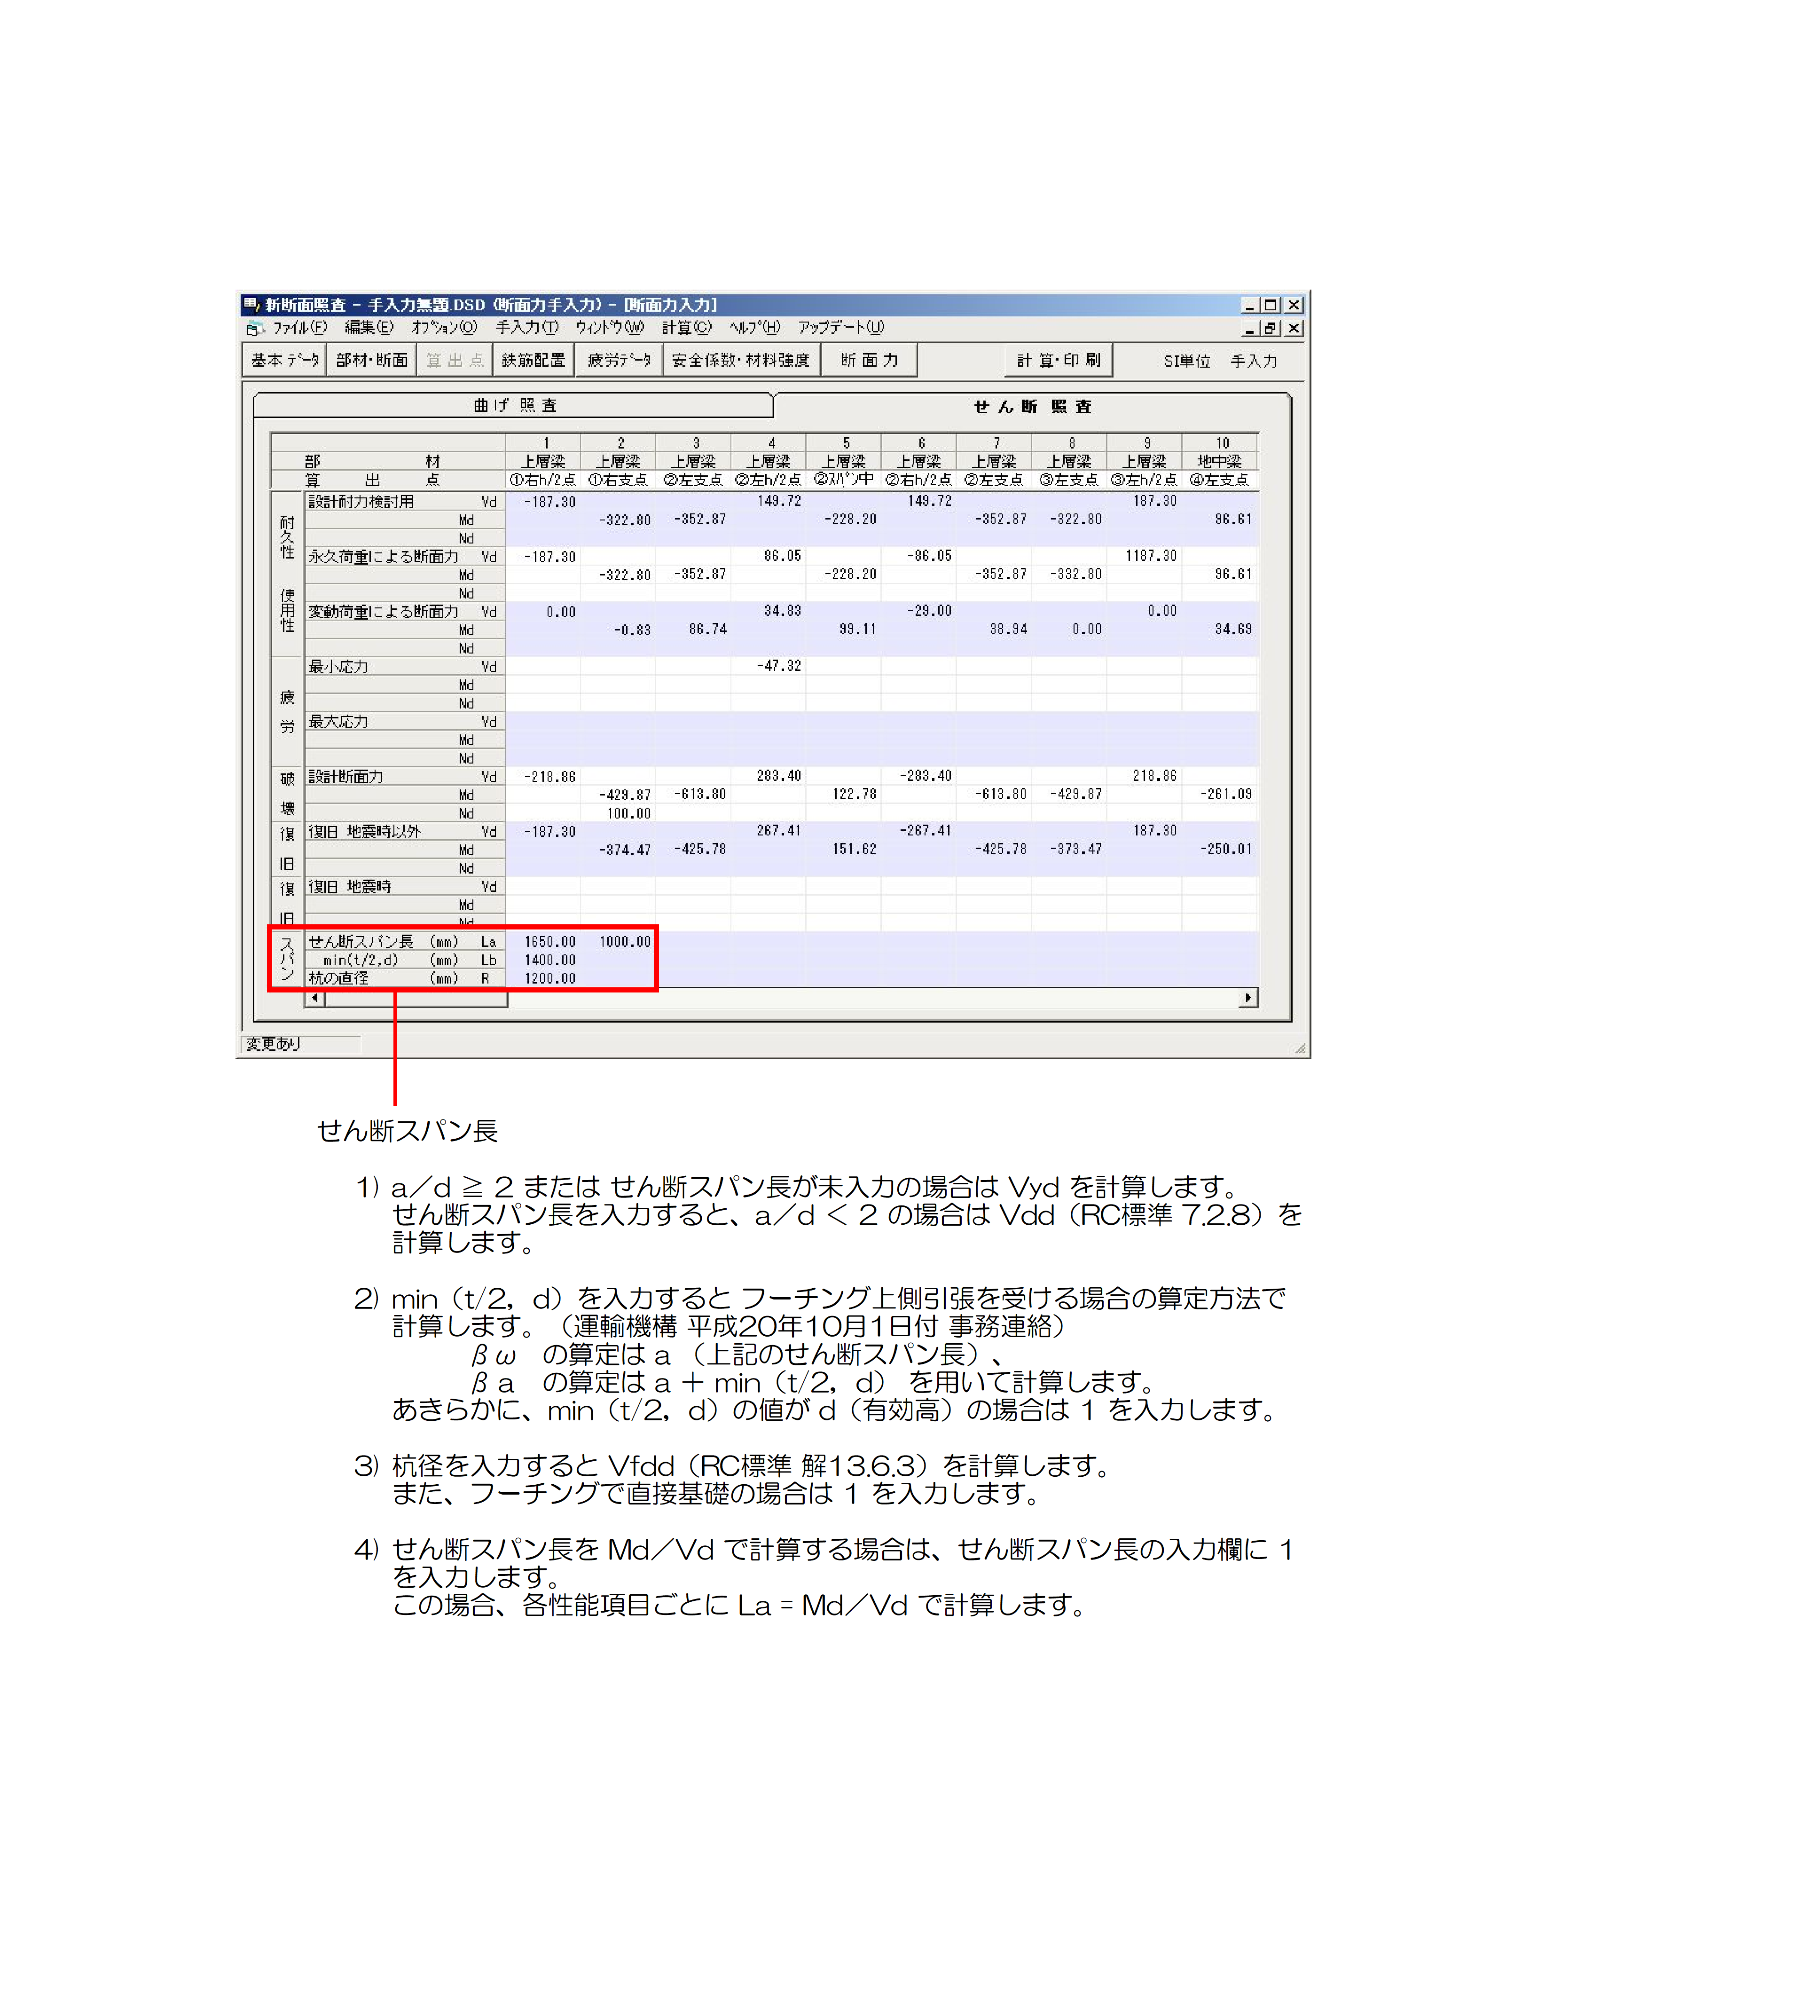 新断面照査 - 手入力無題.DSD (断面力手入力) - [断面力入力]
ファイル(F) 編集(E) オプション(O) 手入力(T) ウィンドウ(W) 計算(C) ヘルプ(H) アップデート(U)
基本データ 部材・断面 算出点 鉄筋配置 疲労データ 安全係数・材料強度 断面力 計算・印刷 SI単位 手入力
曲げ照査 せん断照査
1 2 3 4 5 6 7 8 9 10
部材 上層梁 上層梁 上層梁 上層梁 上層梁 上層梁 上層梁 上層梁 上層梁 地中梁
算出点 ①右h/2点 ①右支点 ②左支点 ②左h/2点 ②スパン中 ②右h/2点 ②左支点 ③左支点 ③左h/2点 ④左支点
耐久性 使用性
設計耐力検討用 Vd -187.30 149.72 149.72 187.30
Md -322.80 -352.87 -228.20 -352.87 -322.80 96.61
Nd
永久荷重による断面力 Vd -187.30 86.05 -86.05 1187.30
Md -322.80 -352.87 -228.20 -352.87 -332.80 96.61
Nd
変動荷重による断面力 Vd 0.00 34.83 -29.00 0.00
Md -0.83 86.74 99.11 38.94 0.00 34.69
Nd
疲労
最小応力 Vd -47.32
Md
Nd
最大応力 Vd
Md
Nd
破壊
設計断面力 Vd -218.86 283.40 -283.40 218.86
Md -429.87 -613.80 122.78 -613.80 -429.87 -261.09
Nd 100.00
復旧
復旧 地震時以外 Vd -187.30 267.41 -267.41 187.30
Md -374.47 -425.78 151.62 -425.78 -373.47 -250.01
Nd
復旧
復旧 地震時 Vd
Md
Nd
スパン
せん断スパン長 (mm) La 1650.00 1000.00
min(t/2,d) (mm) Lb 1400.00
杭の直径 (mm) R 1200.00
変更あり
せん断スパン長
1) a/d ≧ 2 または せん断スパン長が未入力の場合は Vyd を計算します。
せん断スパン長を入力すると、a/d < 2 の場合は Vdd（RC標準 7.2.8）を
計算します。
2) min（t/2, d）を入力すると フーチング上側引張を受ける場合の算定方法で
計算します。（運輸機構 平成20年10月1日付 事務連絡）
βω の算定は a （上記のせん断スパン長）、
βa の算定は a + min（t/2, d） を用いて計算します。
あきらかに、min（t/2, d）の値が d（有効高）の場合は 1 を入力します。
3) 杭径を入力すると Vfdd（RC標準 解13.6.3）を計算します。
また、フーチングで直接基礎の場合は 1 を入力します。
4) せん断スパン長を Md/Vd で計算する場合は、せん断スパン長の入力欄に 1
を入力します。
この場合、各性能項目ごとに La = Md/Vd で計算します。